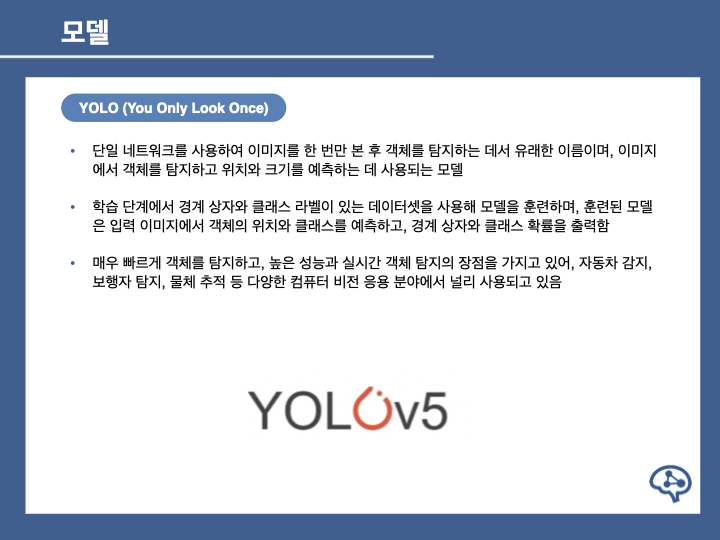 모델
YOLO (You Only Look Once)
• 단일 네트워크를 사용하여 이미지를 한 번만 본 후 객체를 탐지하는 데서 유래한 이름이며, 이미지
에서 객체를 탐지하고 위치와 크기를 예측하는 데 사용되는 모델
• 학습 단계에서 경계 상자와 클래스 라벨이 있는 데이터셋을 사용해 모델을 훈련하며, 훈련된 모델
은 입력 이미지에서 객체의 위치와 클래스를 예측하고, 경계 상자와 클래스 확률을 출력함
• 매우 빠르게 객체를 탐지하고, 높은 성능과 실시간 객체 탐지의 장점을 가지고 있어, 자동차 감지,
보행자 탐지, 물체 추적 등 다양한 컴퓨터 비전 응용 분야에서 널리 사용되고 있음
YOLOv5